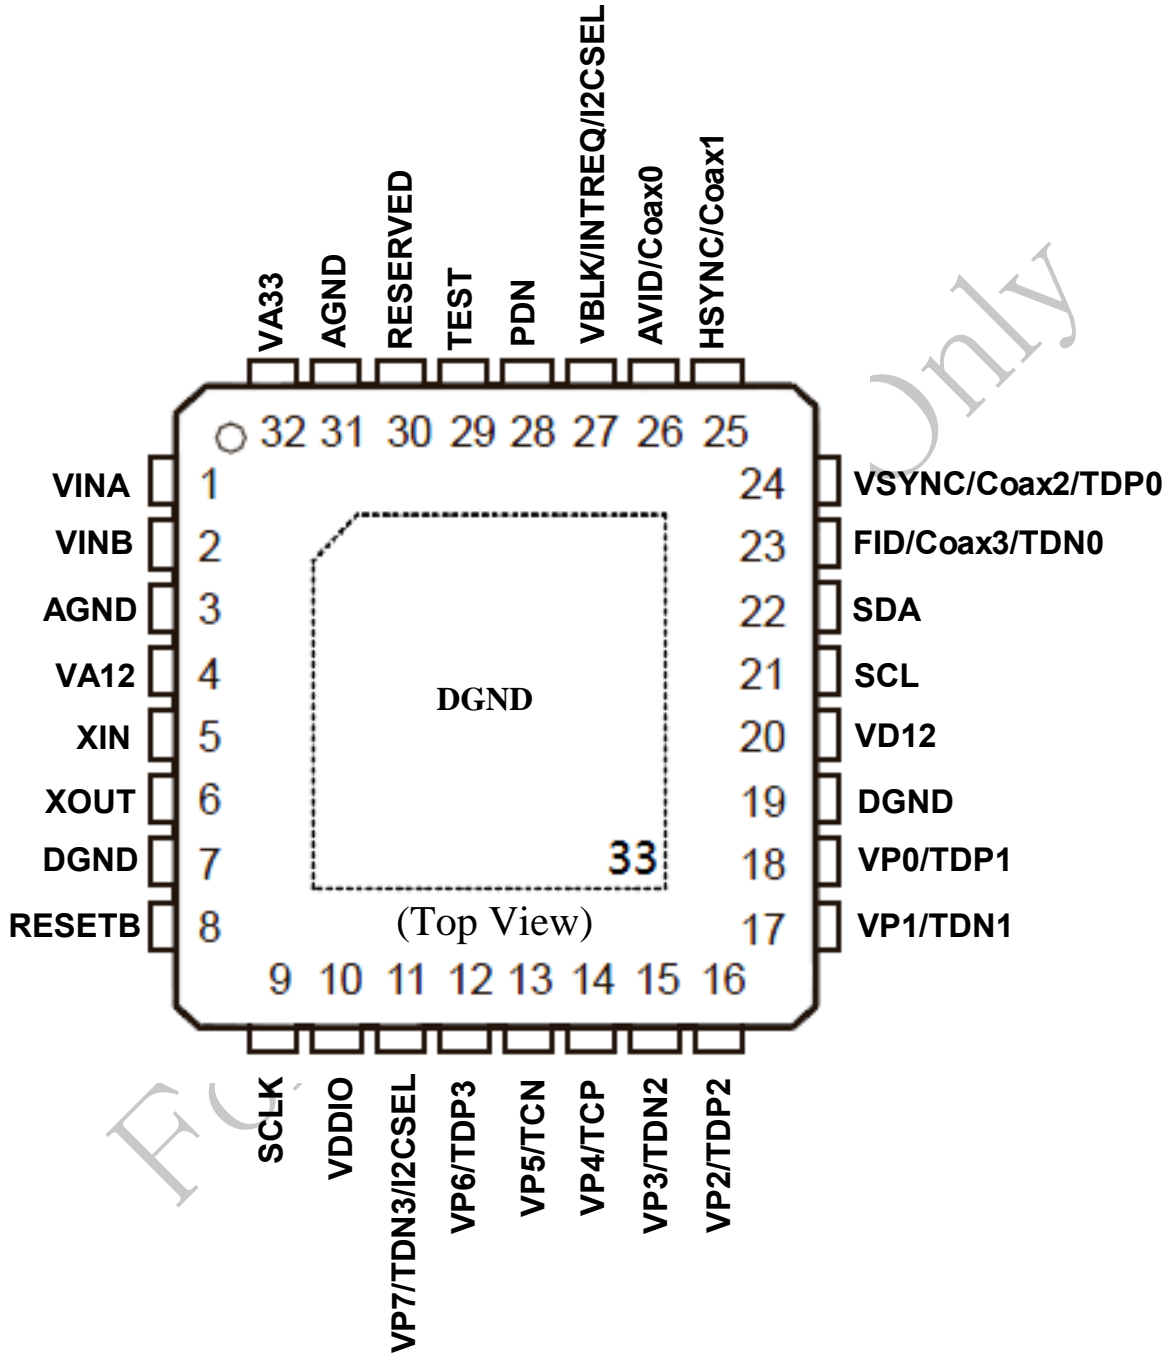 VA33
AGND
RESERVED
TEST
PDN
VBLK/INTREQ/I2CSEL
AVID/Coax0
HSYNC/Coax1
32 31 30 29 28 27 26 25
VINA 1
VINB 2
AGND 3
VA12 4
XIN 5
XOUT 6
DGND 7
RESETB 8
24 VSYNC/Coax2/TDP0
23 FID/Coax3/TDN0
22 SDA
21 SCL
20 VD12
19 DGND
18 VP0/TDP1
17 VP1/TDN1
DGND
33
(Top View)
9 10 11 12 13 14 15 16
SCLK
VDDIO
VP7/TDN3/I2CSEL
VP6/TDP3
VP5/TCN
VP4/TCP
VP3/TDN2
VP2/TDP2
Only